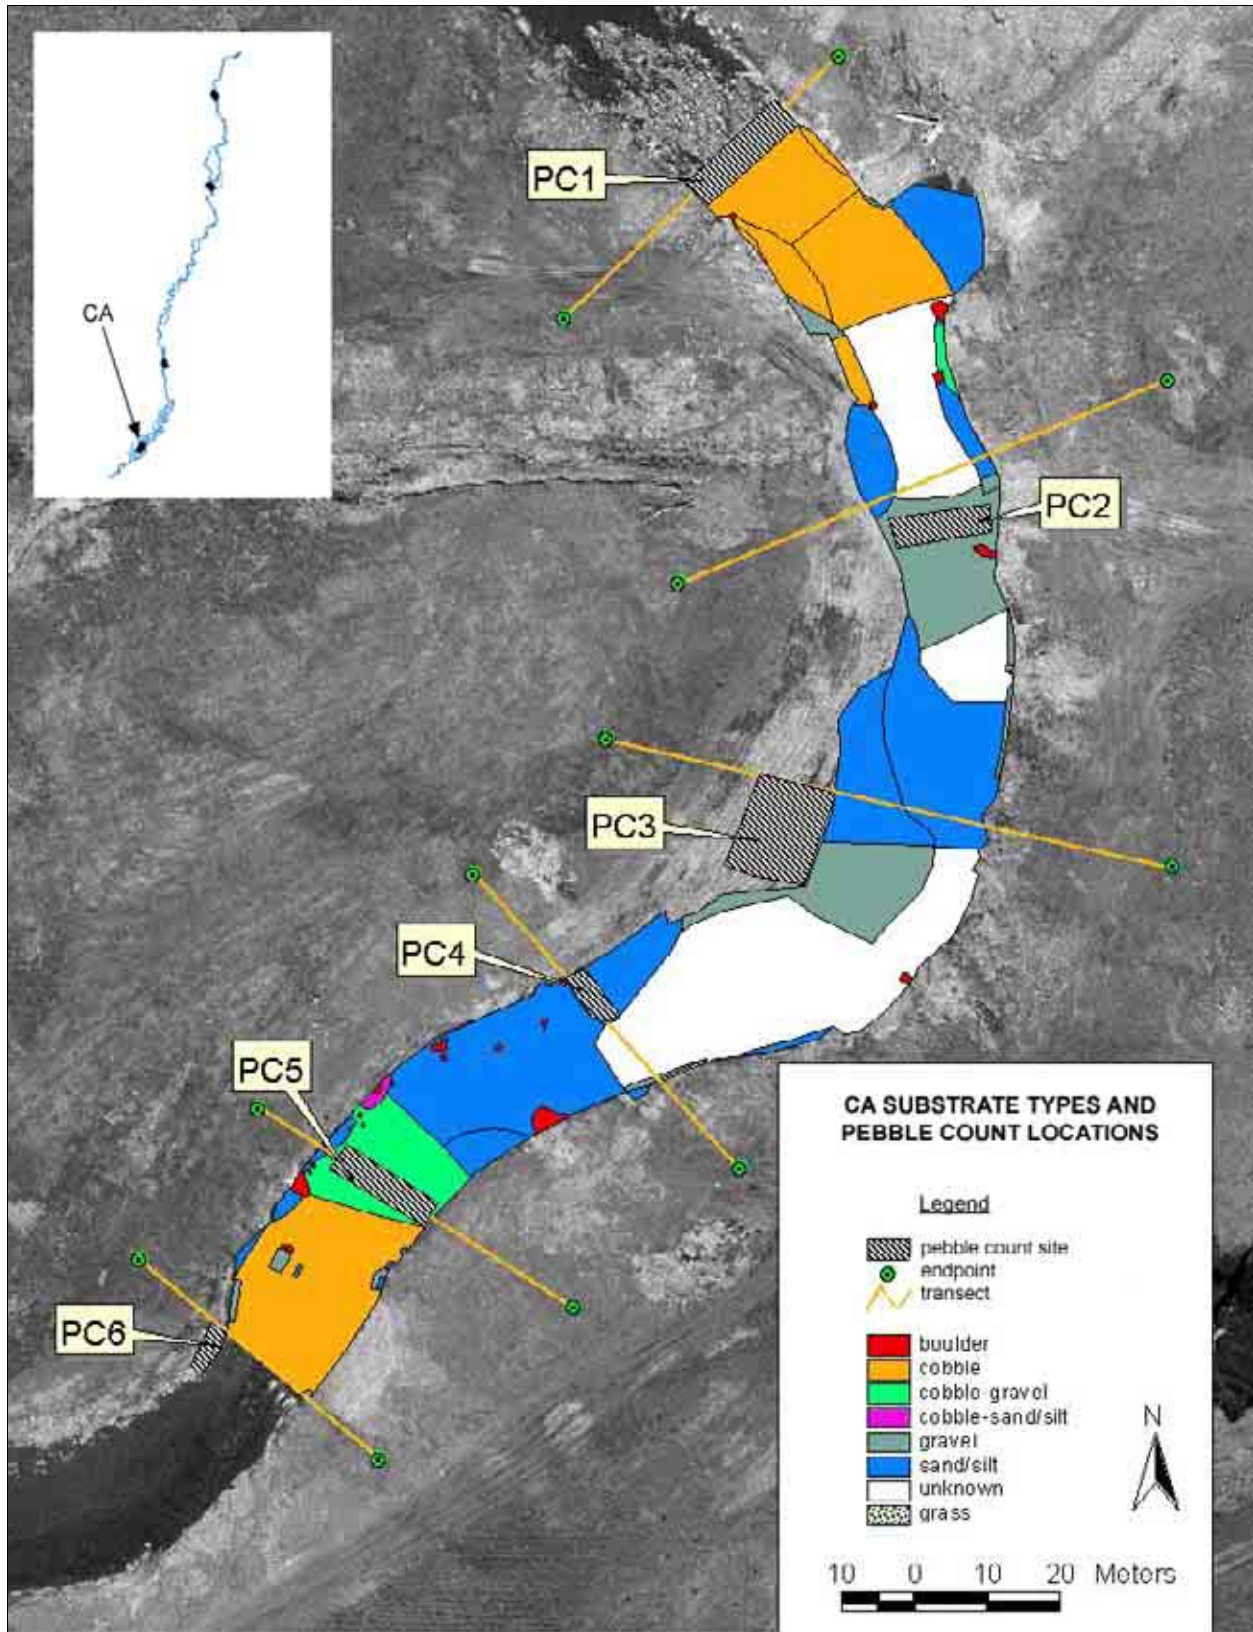 CA
PC1
PC2
PC3
PC4
PC5
PC6
CA SUBSTRATE TYPES AND
PEBBLE COUNT LOCATIONS
Legend
pebble count site
endpoint
transect
boulder
cobble
cobble-gravel
cobble-sand/silt
gravel
sand/silt
unknown
grass
N
10 0 10 20 Meters